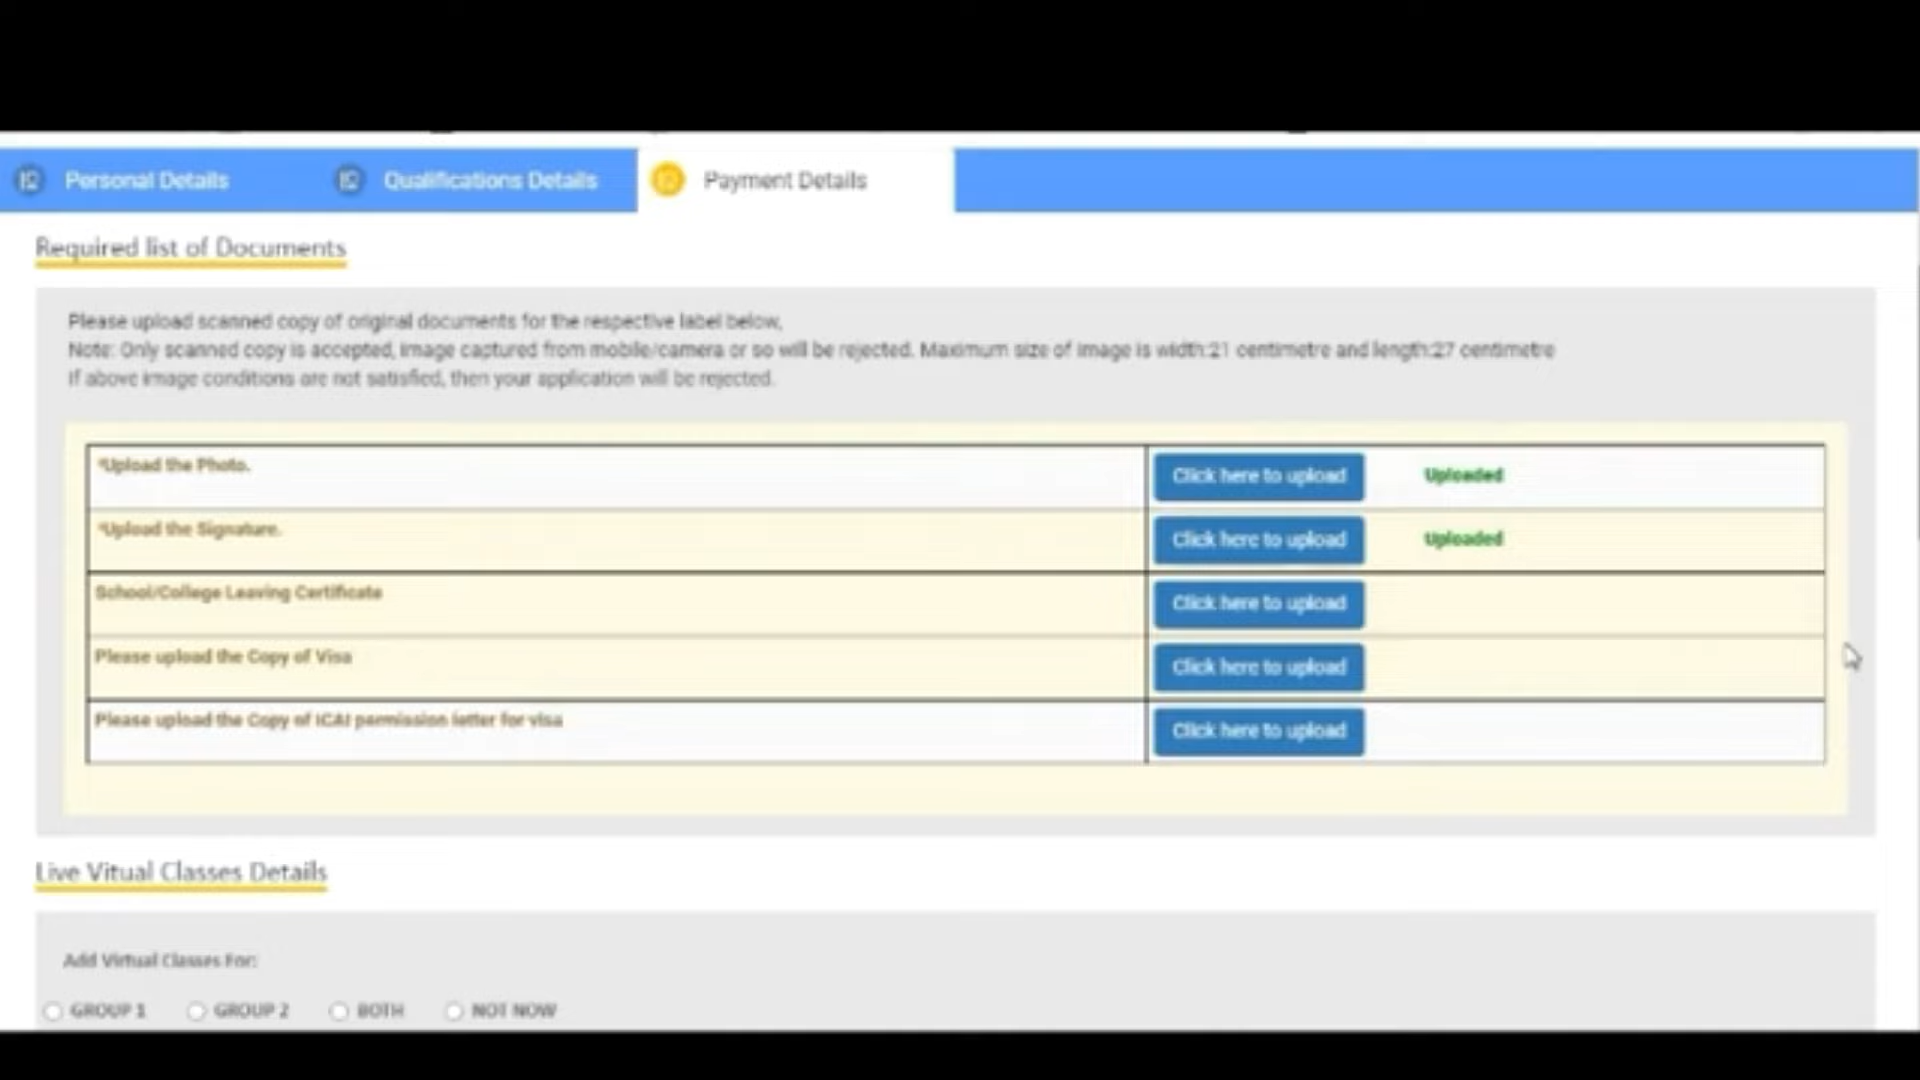 Personal Details
Qualifications Details
Payment Details
Required list of Documents
Please upload scanned copy of original documents for the respective label below,
Note: Only scanned copy is accepted, image captured from mobile/camera or so will be rejected. Maximum size of image is width:21 centimetre and length:27 centimetre
If above image conditions are not satisfied, then your application will be rejected.
*Upload the Photo.
Click here to upload
Uploaded
*Upload the Signature.
Click here to upload
Uploaded
School/College Leaving Certificate
Click here to upload
Please upload the Copy of Visa
Click here to upload
Please upload the Copy of ICAI permission letter for visa
Click here to upload
Live Vitual Classes Details
Add Virtual Classes For:
GROUP 1
GROUP 2
BOTH
NOT NOW